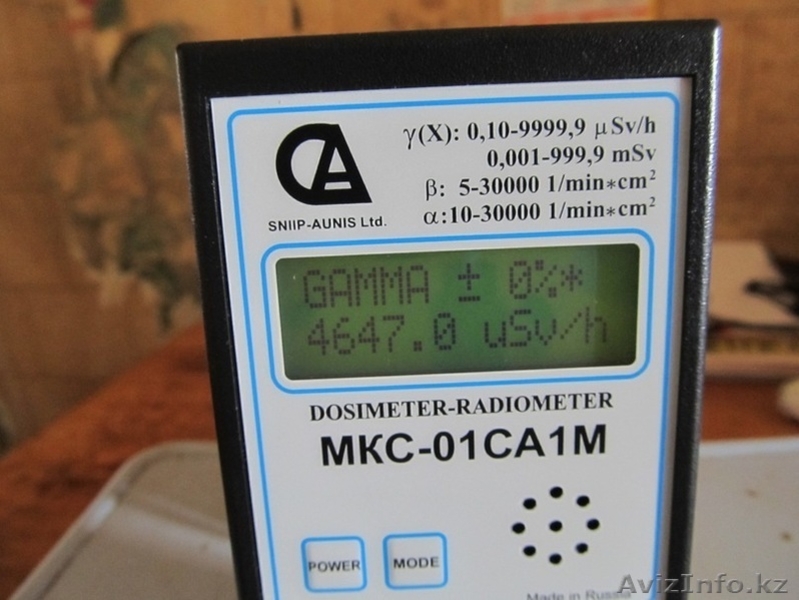 γ(X): 0,10-9999,9 μSv/h
0,001-999,9 mSv
β: 5-30000 1/min*cm²
α:10-30000 1/min*cm²
CA
SNIIP-AUNIS Ltd.
GAMMA ± 0%*
4647.0 uSv/h
DOSIMETER-RADIOMETER
МКС-01СА1М
POWER
MODE
Made in Russia
AvizInfo.kz